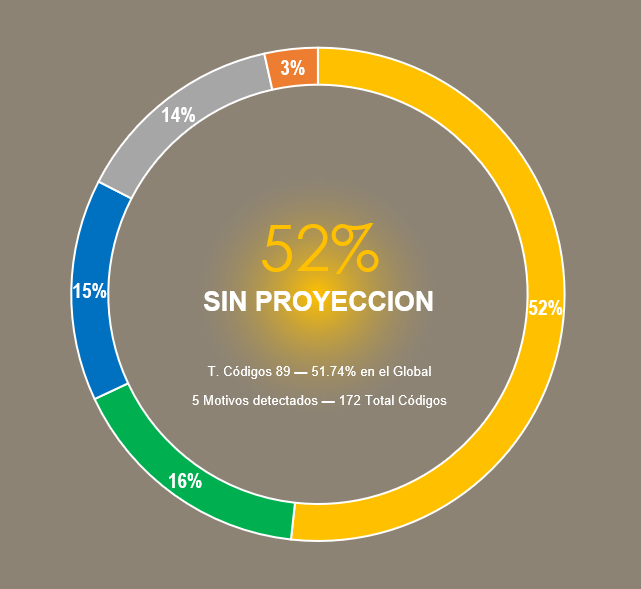 3%
14%
52%
SIN PROYECCION
15%
52%
T. Códigos 89 — 51.74% en el Global
5 Motivos detectados — 172 Total Códigos
16%